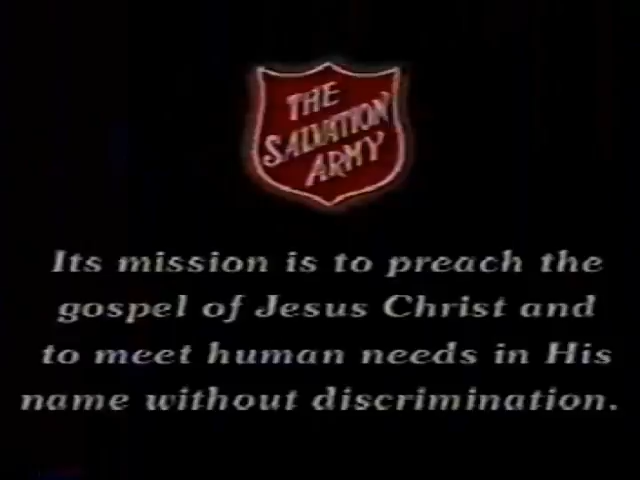 THE
SALVATION
ARMY
Its mission is to preach the
gospel of Jesus Christ and
to meet human needs in His
name without discrimination.